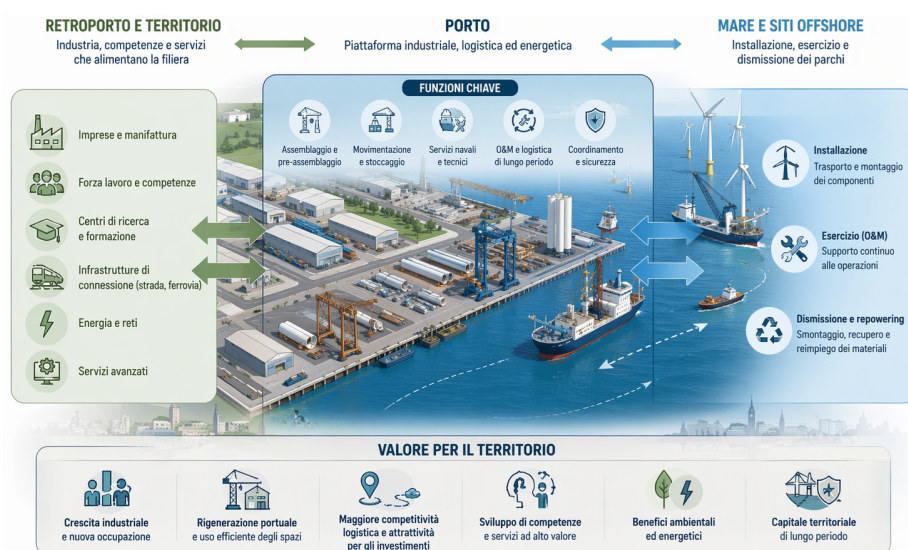 RETROPORTO E TERRITORIO
Industria, competenze e servizi
che alimentano la filiera
PORTO
Piattaforma industriale, logistica ed energetica
MARE E SITI OFFSHORE
Installazione, esercizio e
dismissione dei parchi
Imprese e manifattura
Forza lavoro e competenze
Centri di ricerca
e formazione
Infrastrutture di
connessione (strada, ferrovia)
Energia e reti
Servizi avanzati
FUNZIONI CHIAVE
Assemblaggio e
pre-assemblaggio
Movimentazione
e stoccaggio
Servizi navali
e tecnici
O&M e logistica
di lungo periodo
Coordinamento
e sicurezza
Installazione
Trasporto e montaggio
dei componenti
Esercizio (O&M)
Supporto continuo
alle operazioni
Dismissione e repowering
Smontaggio, recupero e
reimpiego dei materiali
VALORE PER IL TERRITORIO
Crescita industriale
e nuova occupazione
Rigenerazione portuale
e uso efficiente degli spazi
Maggiore competitività
logistica e attrattività
per gli investimenti
Sviluppo di competenze
e servizi ad alto valore
Benefici ambientali
ed energetici
Capitale territoriale
di lungo periodo